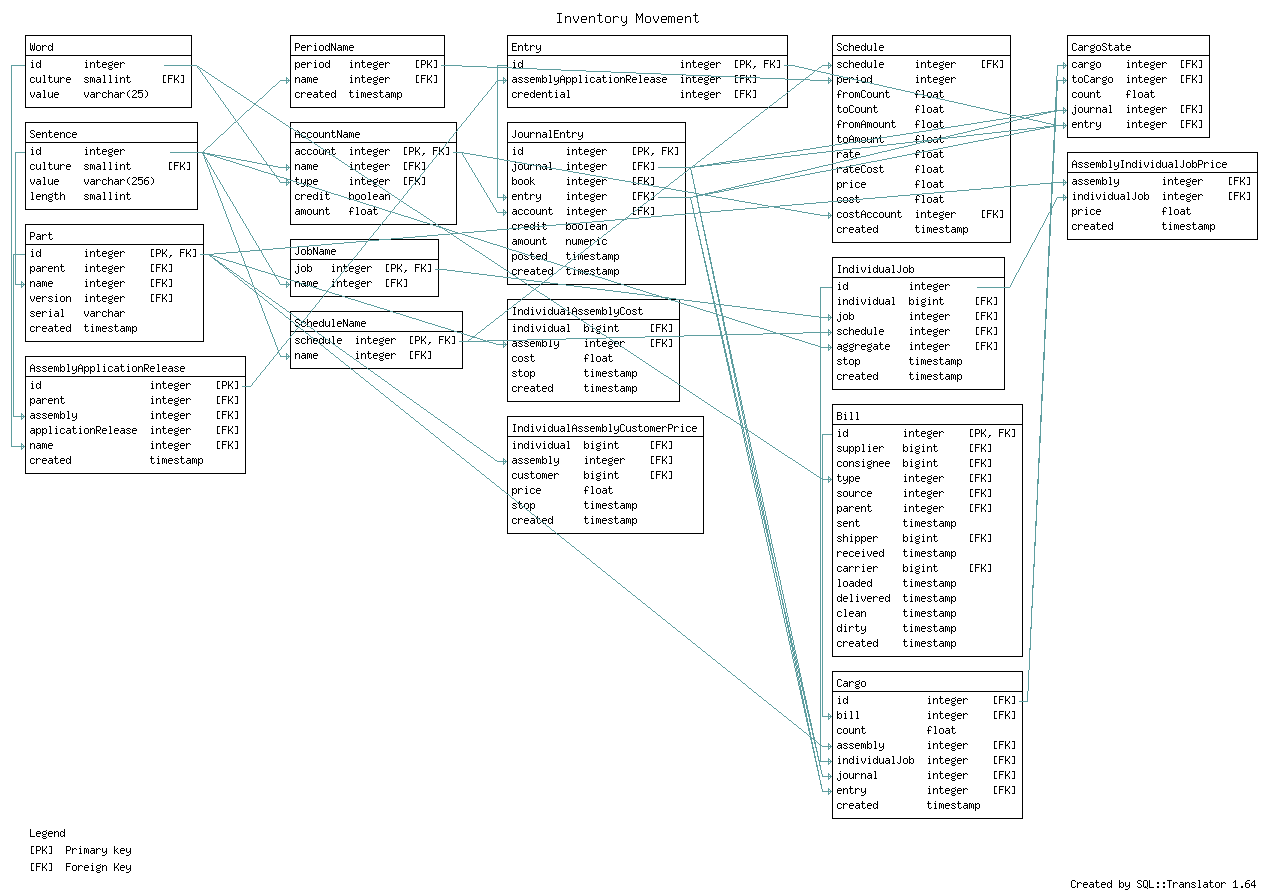 Inventory Movement
Word
id integer
culture smallint [FK]
value varchar(25)
Sentence
id integer
culture smallint [FK]
value varchar(256)
length smallint
Part
id integer [PK, FK]
parent integer [FK]
name integer [FK]
version integer [FK]
serial varchar
created timestamp
AssemblyApplicationRelease
id integer [PK]
parent integer [FK]
assembly integer [FK]
applicationRelease integer [FK]
name integer [FK]
created timestamp
PeriodName
period integer [PK]
name integer [FK]
created timestamp
AccountName
account integer [PK, FK]
name integer [FK]
type integer [FK]
credit boolean
amount float
JobName
job integer [PK, FK]
name integer [FK]
ScheduleName
schedule integer [PK, FK]
name integer [FK]
Entry
id integer [PK, FK]
assemblyApplicationRelease integer [FK]
credential integer [FK]
JournalEntry
id integer [PK, FK]
journal integer [FK]
book integer [FK]
entry integer [FK]
account integer [FK]
credit boolean
amount numeric
posted timestamp
created timestamp
IndividualAssemblyCost
individual bigint [FK]
assembly integer [FK]
cost float
stop timestamp
created timestamp
IndividualAssemblyCustomerPrice
individual bigint [FK]
assembly integer [FK]
customer bigint [FK]
price float
stop timestamp
created timestamp
Schedule
schedule integer [FK]
period integer
fromCount float
toCount float
fromAmount float
toAmount float
rate float
rateCost float
price float
cost float
costAccount integer [FK]
created timestamp
IndividualJob
id integer
individual bigint [FK]
job integer [FK]
schedule integer [FK]
aggregate integer [FK]
stop timestamp
created timestamp
Bill
id integer [PK, FK]
supplier bigint [FK]
consignee bigint [FK]
type integer [FK]
source integer [FK]
parent integer [FK]
sent timestamp
shipper bigint [FK]
received timestamp
carrier bigint [FK]
loaded timestamp
delivered timestamp
clean timestamp
dirty timestamp
created timestamp
Cargo
id integer [FK]
bill integer [FK]
count float
assembly integer [FK]
individualJob integer [FK]
journal integer [FK]
entry integer [FK]
created timestamp
CargoState
cargo integer [FK]
toCargo integer [FK]
count float
journal integer [FK]
entry integer [FK]
AssemblyIndividualJobPrice
assembly integer [FK]
individualJob integer [FK]
price float
created timestamp
Legend
[PK] Primary key
[FK] Foreign Key
Created by SQL::Translator 1.64